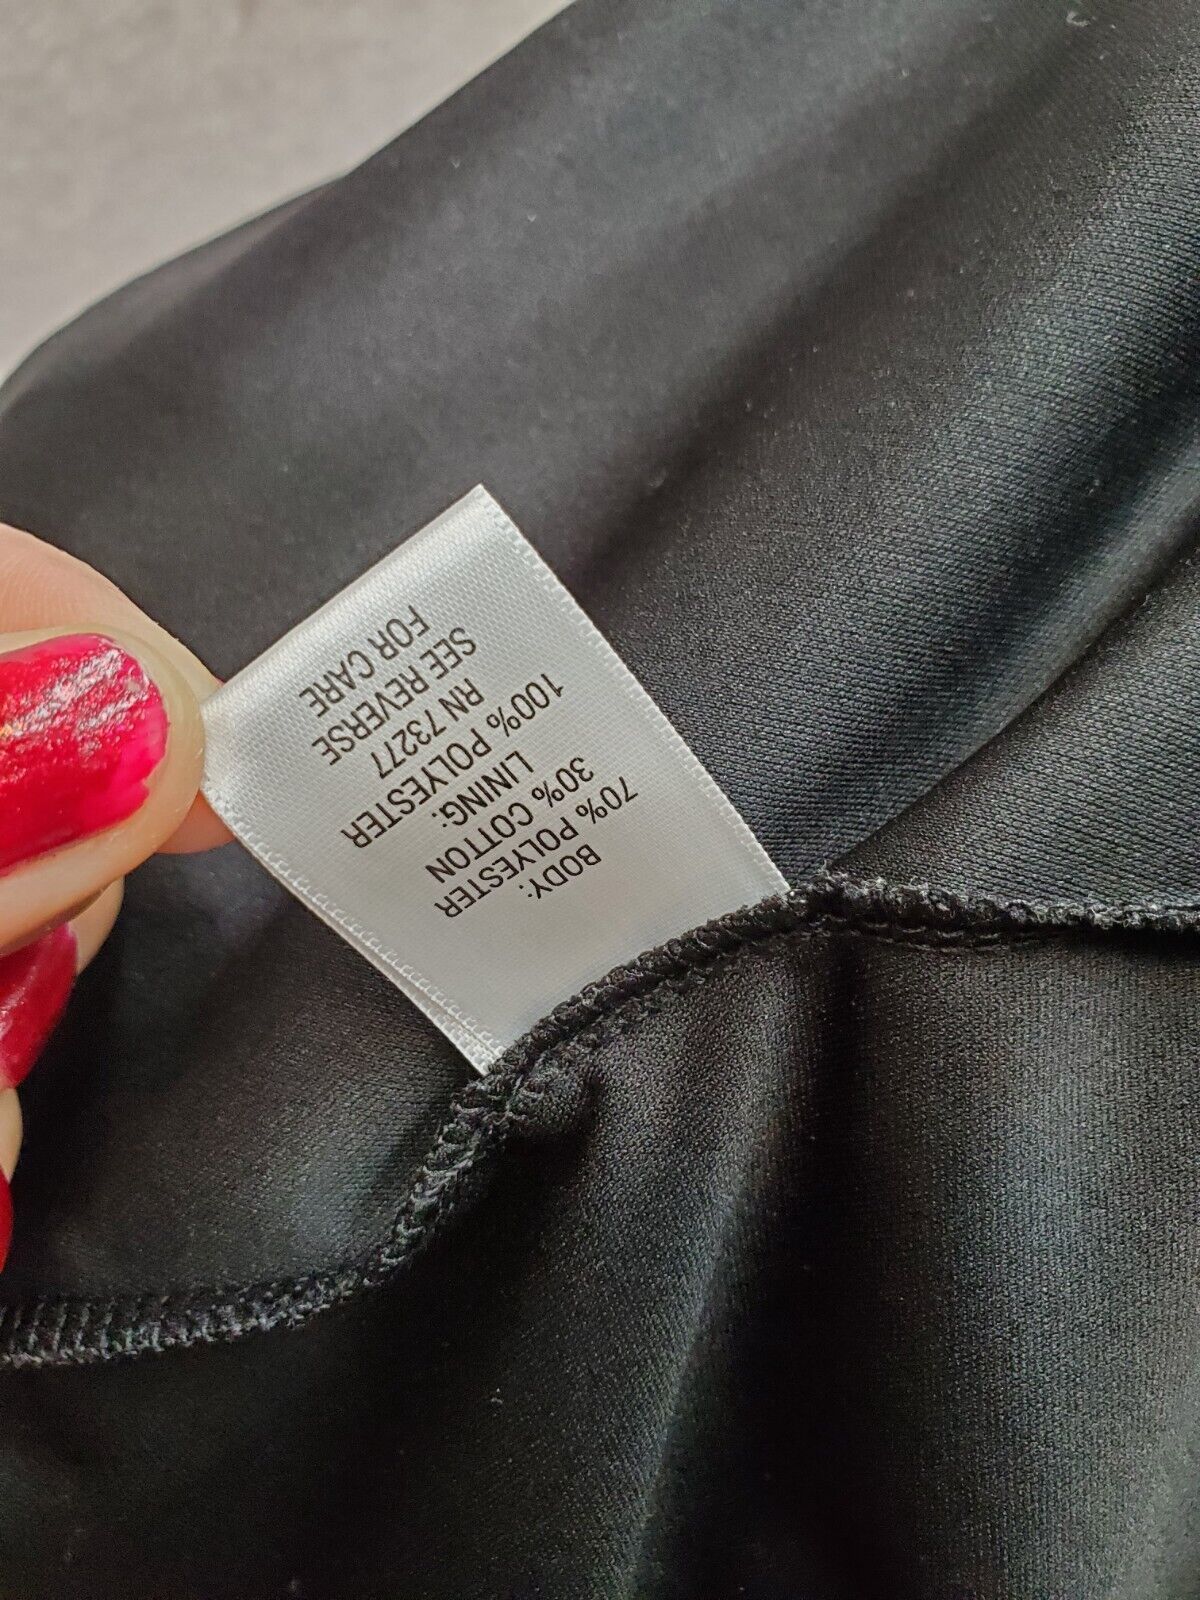 BODY:
70% POLYESTER
30% COTTON
LINING:
100% POLYESTER
RN 73277
SEE REVERSE
FOR CARE